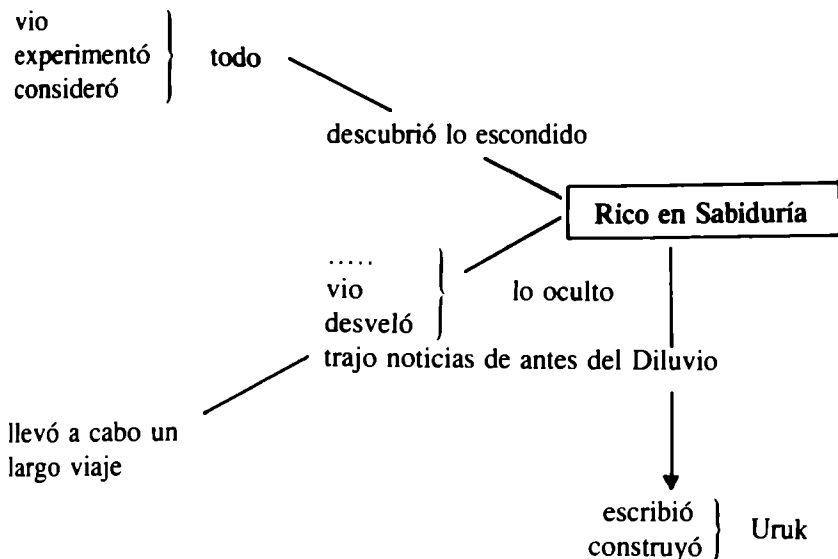 vio
experimentó
consideró
todo
descubrió lo escondido
Rico en Sabiduría
.....
vio
desveló
lo oculto
trajo noticias de antes del Diluvio
llevó a cabo un
largo viaje
escribió
construyó
Uruk